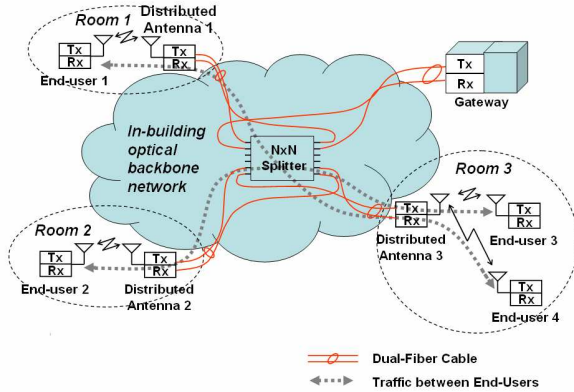 Room 1
Distributed
Antenna 1
Tx
Rx
Tx
Rx
End-user 1
Tx
Rx
Gateway
In-building
optical
backbone
network
NxN
Splitter
Room 3
Tx
Rx
Tx
Rx
Distributed
Antenna 3
End-user 3
Tx
Rx
End-user 4
Room 2
Tx
Rx
Tx
Rx
End-user 2
Distributed
Antenna 2
Dual-Fiber Cable
Traffic between End-Users